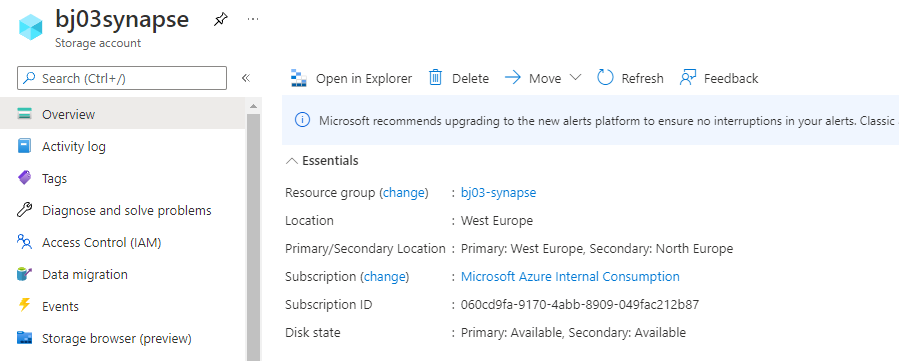 bj03synapse
Storage account
Search (Ctrl+/)
Overview
Activity log
Tags
Diagnose and solve problems
Access Control (IAM)
Data migration
Events
Storage browser (preview)
Open in Explorer Delete Move Refresh Feedback
Microsoft recommends upgrading to the new alerts platform to ensure no interruptions in your alerts. Classic
Essentials
Resource group (change) : bj03-synapse
Location : West Europe
Primary/Secondary Location : Primary: West Europe, Secondary: North Europe
Subscription (change) : Microsoft Azure Internal Consumption
Subscription ID : 060cd9fa-9170-4abb-8909-049fac212b87
Disk state : Primary: Available, Secondary: Available